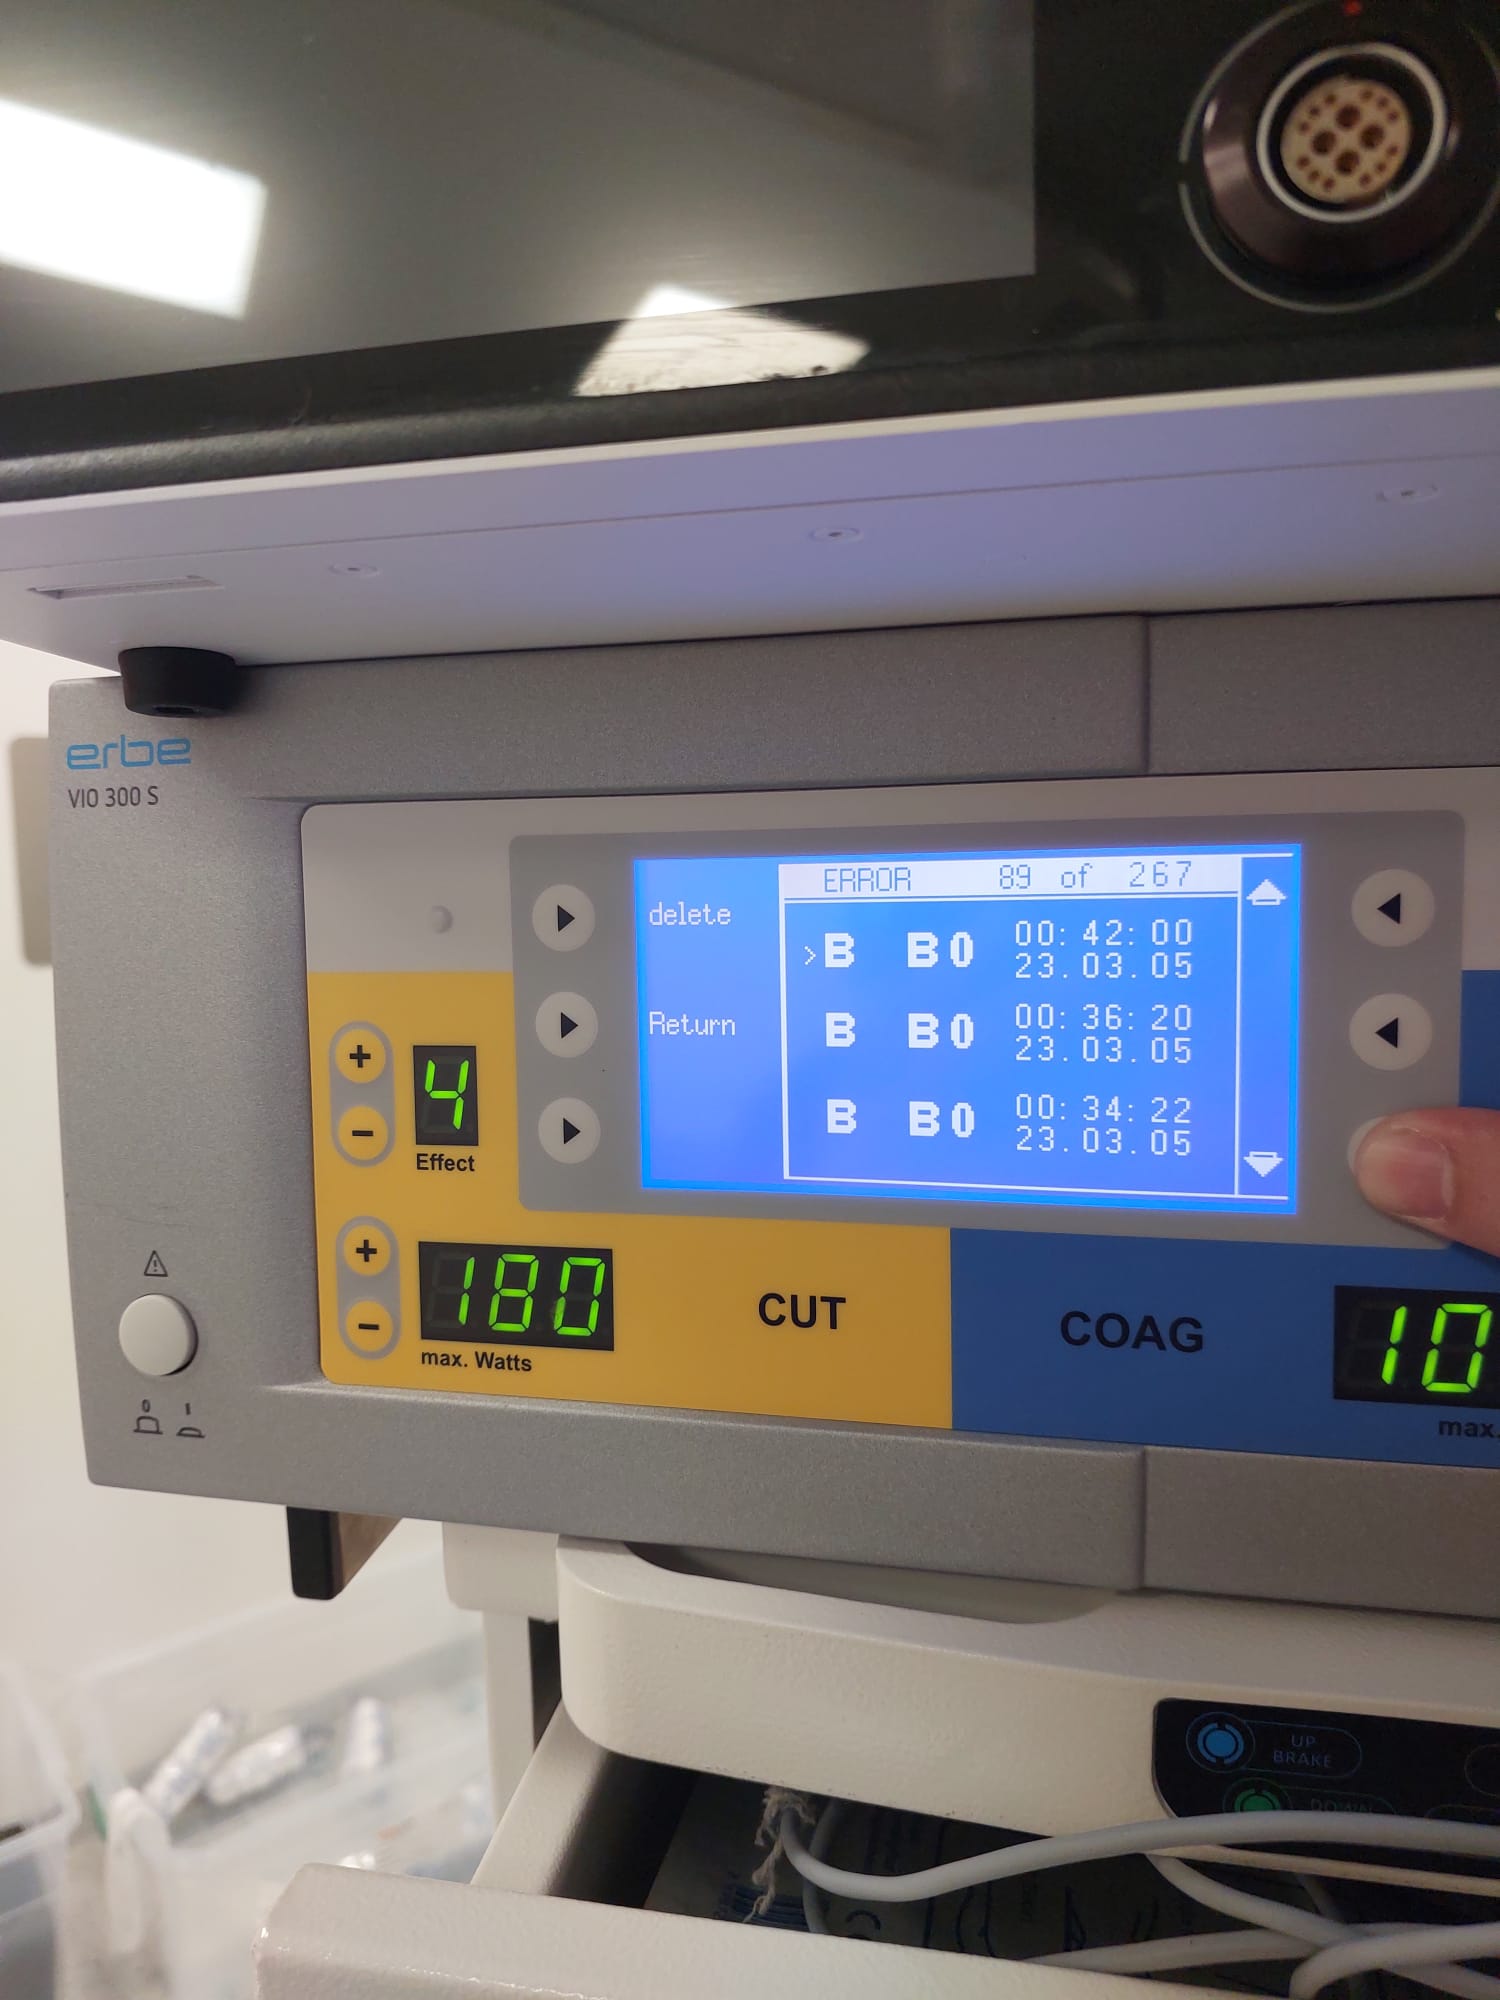 erbe
VIO 300 S
ERROR 89 of 267
delete
>B B0 00:42:00
23.03.05
Return
B B0 00:36:20
23.03.05
B B0 00:34:22
23.03.05
+
4
−
Effect
+
180
−
max. Watts
CUT
COAG
10
max.
0 I
UP
BRAKE
DOWN